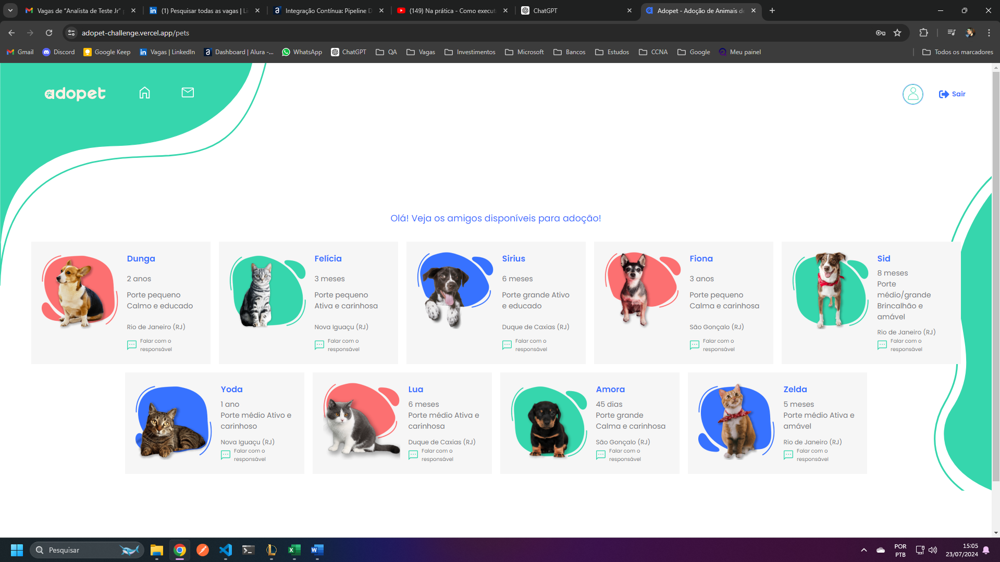 Vagas de “Analista de Teste Jr”
(1) Pesquisar todas as vagas | Li
Integração Contínua: Pipeline D
(149) Na prática - Como execut
ChatGPT
Adopet - Adoção de Animais de
adopet-challenge.vercel.app/pets
Gmail
Discord
Google Keep
Vagas | LinkedIn
Dashboard | Alura -...
WhatsApp
ChatGPT
QA
Vagas
Investimentos
Microsoft
Bancos
Estudos
CCNA
Google
Meu painel
Todos os marcadores
adopet
Sair
Olá! Veja os amigos disponíveis para adoção!
Dunga
2 anos
Porte pequeno
Calmo e educado
Rio de Janeiro (RJ)
Falar com o
responsável
Felícia
3 meses
Porte pequeno
Ativa e carinhosa
Nova Iguaçu (RJ)
Falar com o
responsável
Sirius
6 meses
Porte grande Ativo
e educado
Duque de Caxias (RJ)
Falar com o
responsável
Fiona
3 anos
Porte pequeno
Calma e carinhosa
São Gonçalo (RJ)
Falar com o
responsável
Sid
8 meses
Porte
médio/grande
Brincalhão e
amável
Rio de Janeiro (RJ)
Falar com o
responsável
Yoda
1 ano
Porte médio Ativo e
carinhoso
Nova Iguaçu (RJ)
Falar com o
responsável
Lua
6 meses
Porte médio Ativa e
carinhosa
Duque de Caxias (RJ)
Falar com o
responsável
Amora
45 dias
Porte grande
Calma e carinhosa
São Gonçalo (RJ)
Falar com o
responsável
Zelda
5 meses
Porte médio Ativa e
amável
Rio de Janeiro (RJ)
Falar com o
responsável
Pesquisar
POR
PTB
15:05
23/07/2024